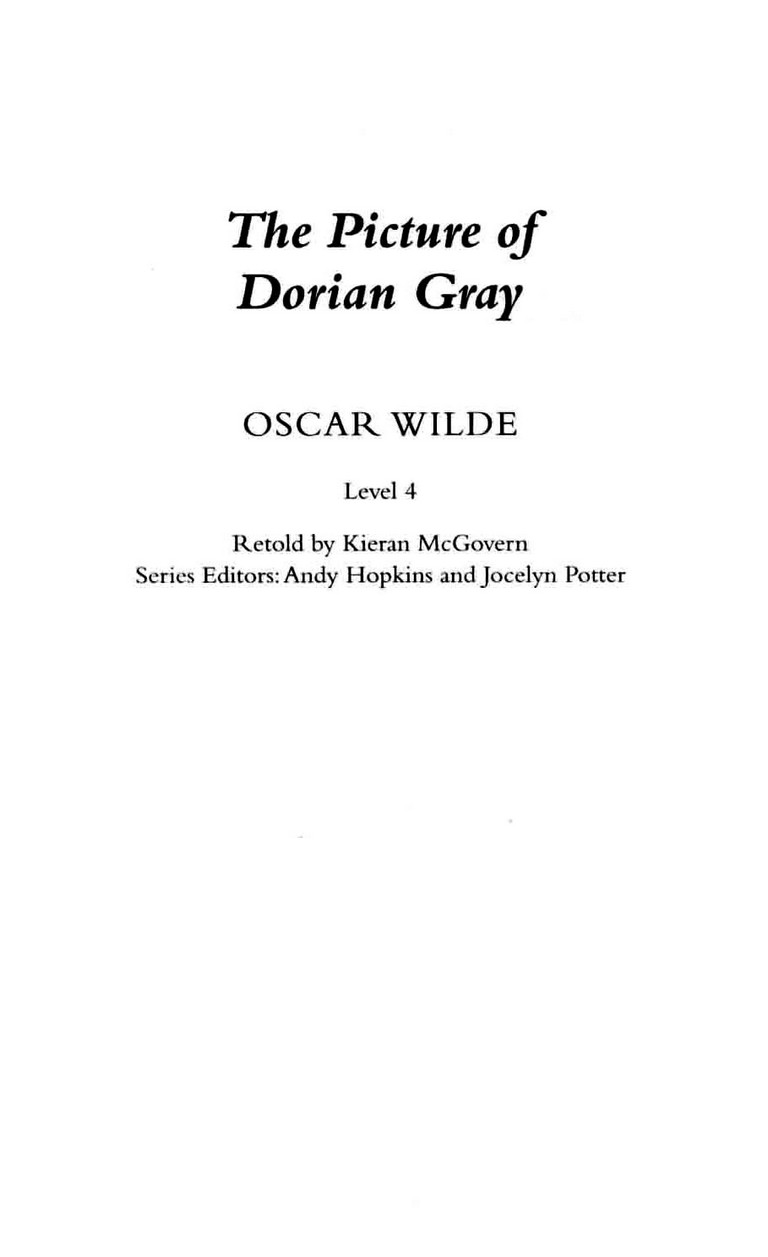 The Picture of
Dorian Gray
OSCAR WILDE
Level 4
Retold by Kieran McGovern
Series Editors: Andy Hopkins and Jocelyn Potter